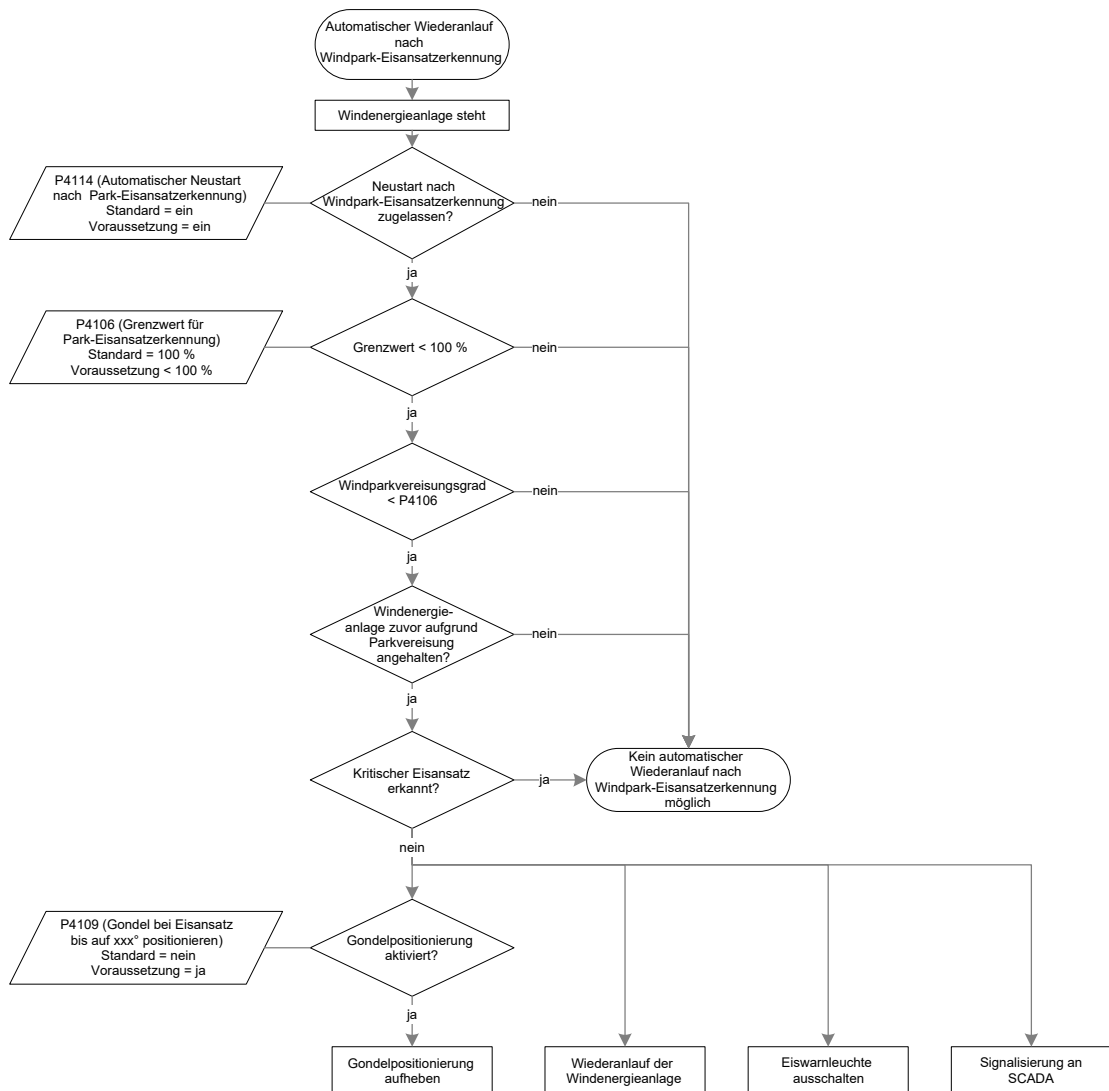 Automatischer Wiederanlauf
nach
Windpark-Eisansatzerkennung
Windenergieanlage steht
P4114 (Automatischer Neustart
nach Park-Eisansatzerkennung)
Standard = ein
Voraussetzung = ein
Neustart nach
Windpark-Eisansatzerkennung
zugelassen?
nein
ja
P4106 (Grenzwert für
Park-Eisansatzerkennung)
Standard = 100 %
Voraussetzung < 100 %
Grenzwert < 100 %
nein
ja
Windparkvereisungsgrad
< P4106
nein
ja
Windenergie-
anlage zuvor aufgrund
Parkvereisung
angehalten?
nein
ja
Kritischer Eisansatz
erkannt?
ja
Kein automatischer
Wiederanlauf nach
Windpark-Eisansatzerkennung
möglich
nein
P4109 (Gondel bei Eisansatz
bis auf xxx° positionieren)
Standard = nein
Voraussetzung = ja
Gondelpositionierung
aktiviert?
ja
Gondelpositionierung
aufheben
Wiederanlauf der
Windenergieanlage
Eiswarnleuchte
ausschalten
Signalisierung an
SCADA